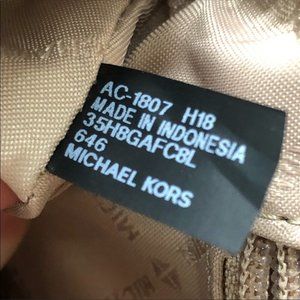 AC-1807 H18
MADE IN INDONESIA
35H8GAFC8L
646
MICHAEL KORS